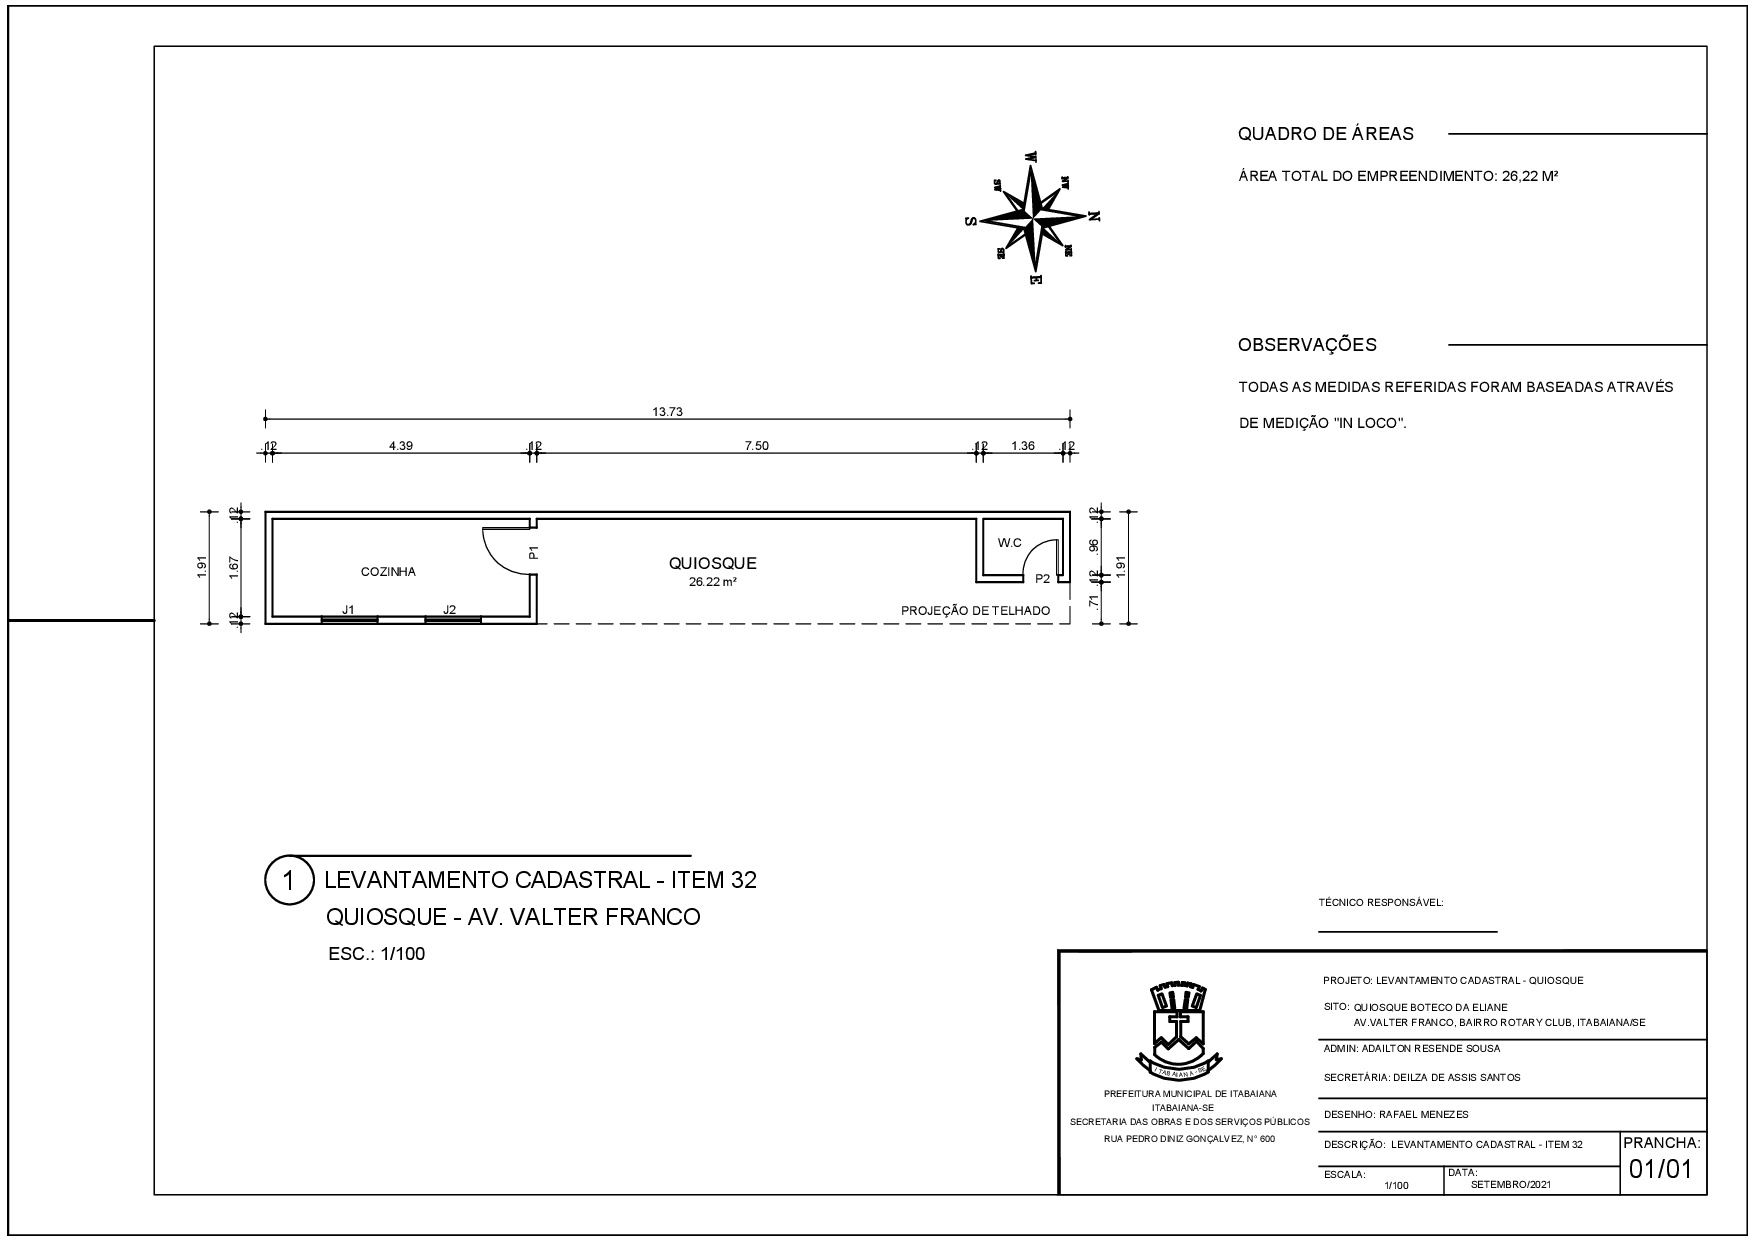 QUADRO DE ÁREAS
ÁREA TOTAL DO EMPREENDIMENTO: 26,22 M²
W
SW
NW
S
N
SE
NE
E
OBSERVAÇÕES
TODAS AS MEDIDAS REFERIDAS FORAM BASEADAS ATRAVÉS
DE MEDIÇÃO "IN LOCO".
13.73
.12 4.39 .12 7.50 .12 1.36 .12
1.91
.12
1.67
.12
COZINHA
J1
J2
P1
QUIOSQUE
26.22 m²
W.C
P2
PROJEÇÃO DE TELHADO
.12
.96
.12
.71
1.91
1
LEVANTAMENTO CADASTRAL - ITEM 32
QUIOSQUE - AV. VALTER FRANCO
ESC.: 1/100
TÉCNICO RESPONSÁVEL:
ITABAIANA-SE
PREFEITURA MUNICIPAL DE ITABAIANA
ITABAIANA-SE
SECRETARIA DAS OBRAS E DOS SERVIÇOS PÚBLICOS
RUA PEDRO DINIZ GONÇALVEZ, N° 600
PROJETO: LEVANTAMENTO CADASTRAL - QUIOSQUE
SITO: QUIOSQUE BOTECO DA ELIANE
AV.VALTER FRANCO, BAIRRO ROTARY CLUB, ITABAIANA/SE
ADMIN: ADAILTON RESENDE SOUSA
SECRETÁRIA: DEILZA DE ASSIS SANTOS
DESENHO: RAFAEL MENEZES
DESCRIÇÃO: LEVANTAMENTO CADASTRAL - ITEM 32
PRANCHA:
01/01
ESCALA:
1/100
DATA:
SETEMBRO/2021